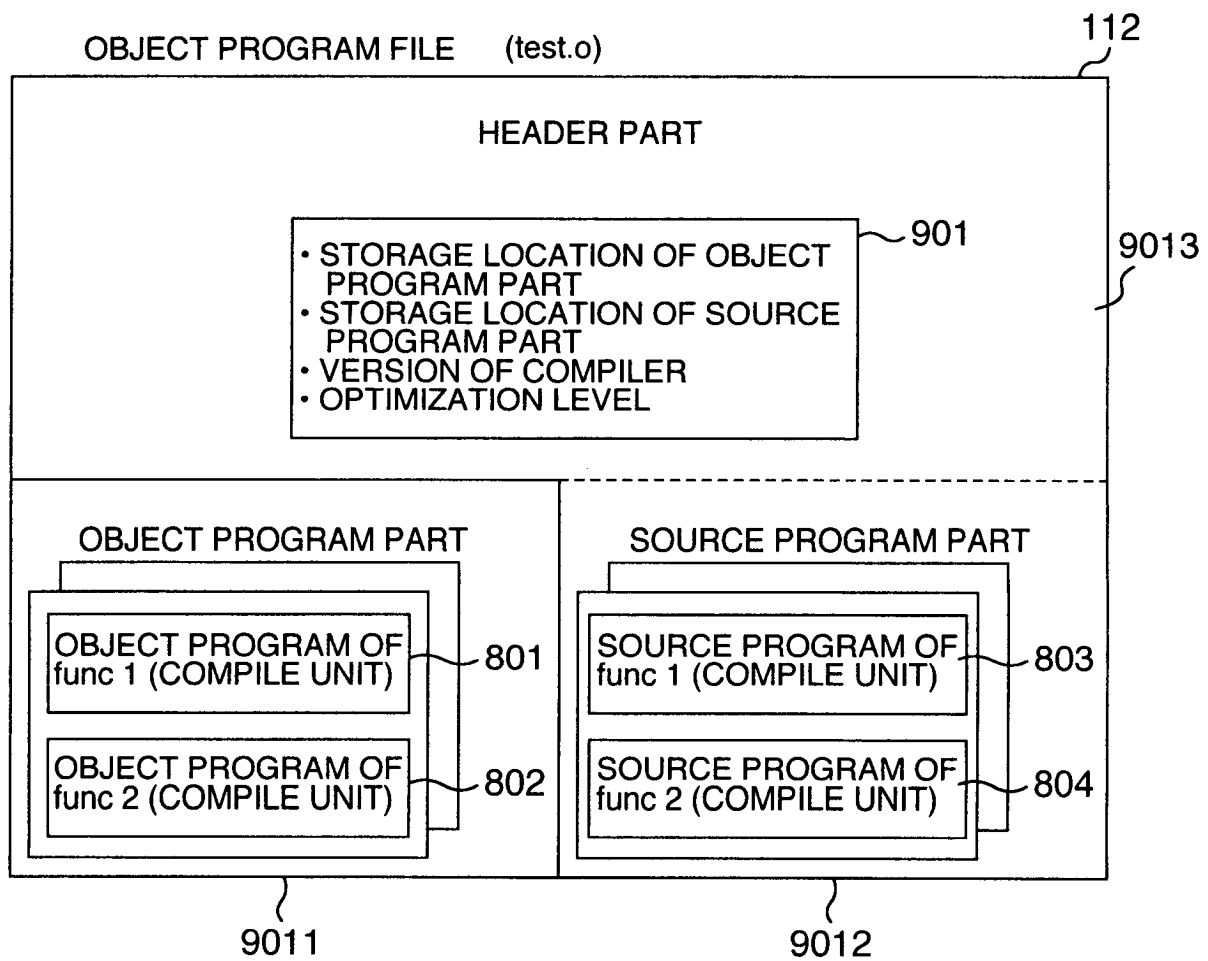 112
OBJECT PROGRAM FILE (test.o)
HEADER PART
901
9013
• STORAGE LOCATION OF OBJECT
PROGRAM PART
• STORAGE LOCATION OF SOURCE
PROGRAM PART
• VERSION OF COMPILER
• OPTIMIZATION LEVEL
OBJECT PROGRAM PART
OBJECT PROGRAM OF
func 1 (COMPILE UNIT)
801
OBJECT PROGRAM OF
func 2 (COMPILE UNIT)
802
SOURCE PROGRAM PART
SOURCE PROGRAM OF
func 1 (COMPILE UNIT)
803
SOURCE PROGRAM OF
func 2 (COMPILE UNIT)
804
9011
9012